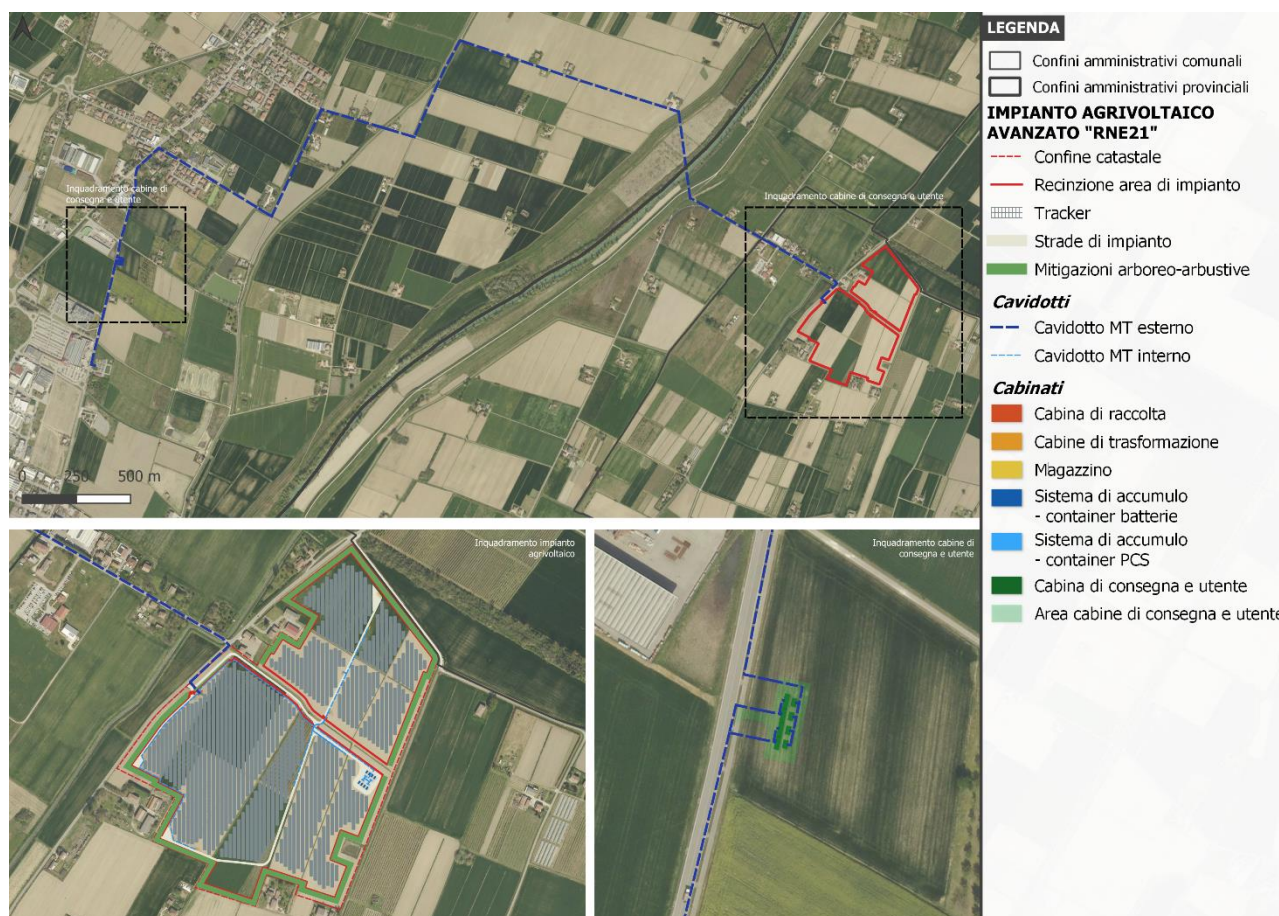 Inquadramento cabine di
consegna e utente
Inquadramento cabine di consegna e utente
0 250 500 m
Inquadramento impianto
agrivoltaico
Inquadramento cabine di
consegna e utente
LEGENDA
Confini amministrativi comunali
Confini amministrativi provinciali
IMPIANTO AGRIVOLTAICO
AVANZATO "RNE21"
Confine catastale
Recinzione area di impianto
Tracker
Strade di impianto
Mitigazioni arboreo-arbustive
Cavidotti
Cavidotto MT esterno
Cavidotto MT interno
Cabinati
Cabina di raccolta
Cabine di trasformazione
Magazzino
Sistema di accumulo
- container batterie
Sistema di accumulo
- container PCS
Cabina di consegna e utente
Area cabine di consegna e utente